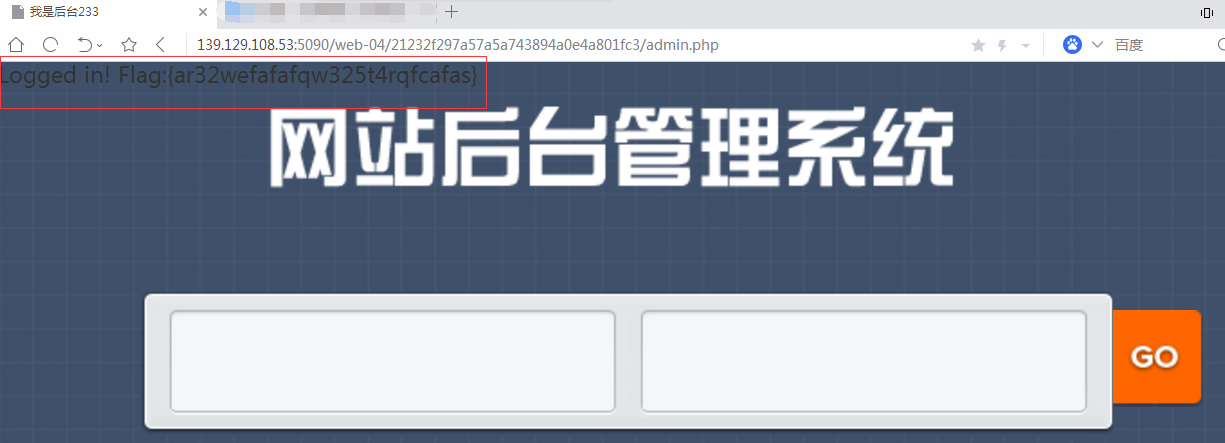 我是后台233
139.129.108.53:5090/web-04/21232f297a57a5a743894a0e4a801fc3/admin.php
百度
Logged in! Flag:{ar32wefafafqw325t4rqfcafas}
网站后台管理系统
GO